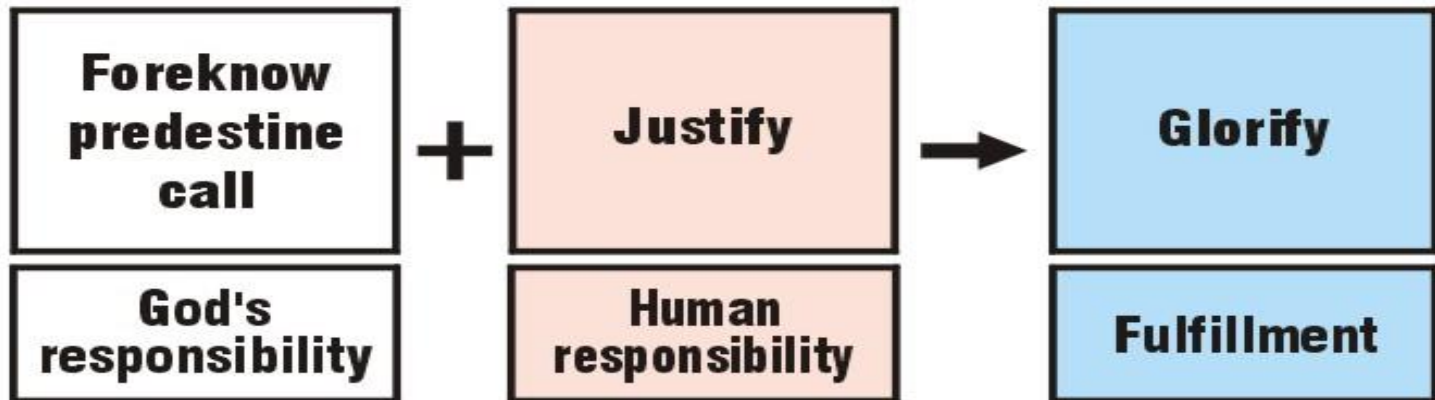 Foreknow
predestine
call
+
Justify
Glorify
God's
responsibility
Human
responsibility
Fulfillment